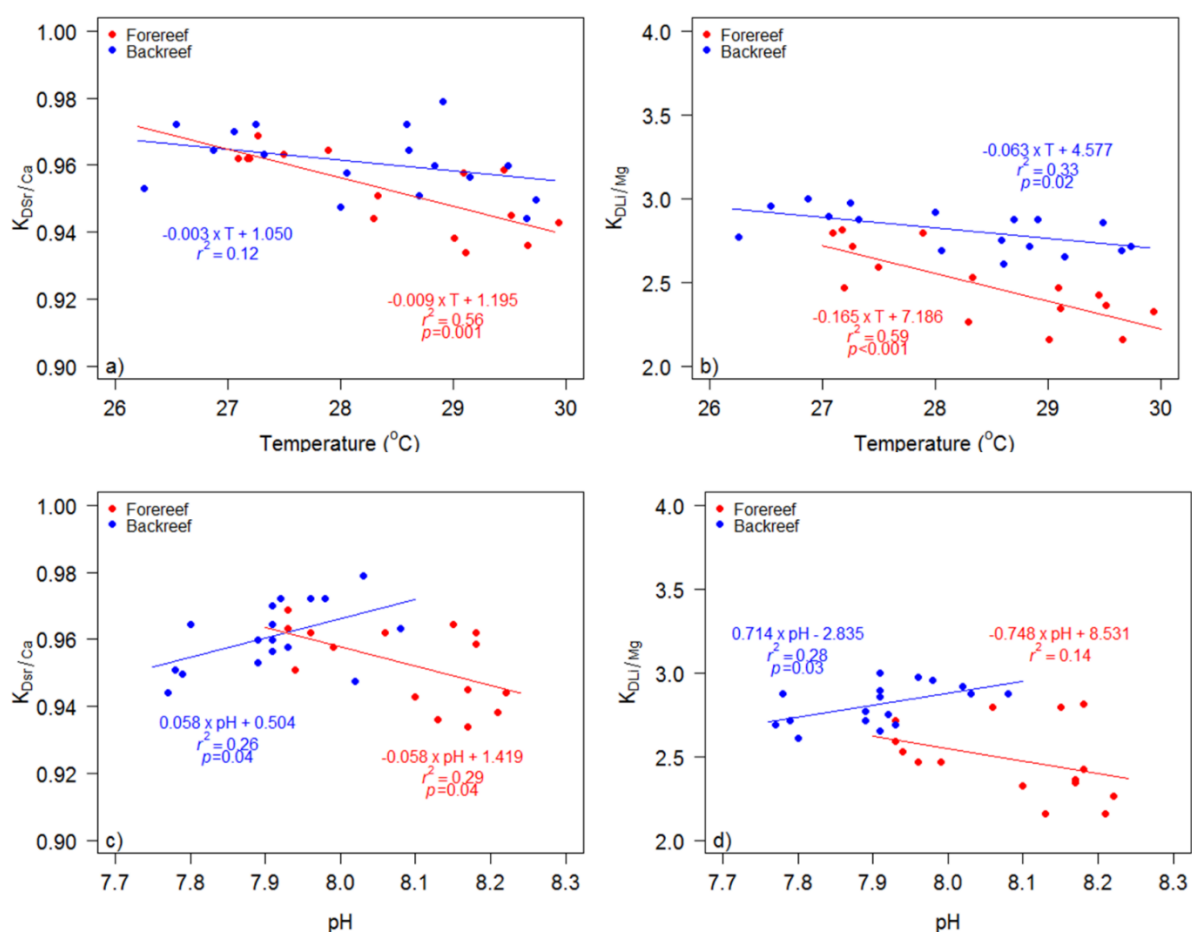 1.00
0.98
0.96
0.94
0.92
0.90
K_DSr/Ca
Forereef
Backreef
-0.003 x T + 1.050
r² = 0.12
-0.009 x T + 1.195
r² = 0.56
p=0.001
a)
26 27 28 29 30
Temperature (°C)
4.0
3.5
3.0
2.5
2.0
K_DLi/Mg
Forereef
Backreef
-0.063 x T + 4.577
r² = 0.33
p=0.02
-0.165 x T + 7.186
r² = 0.59
p<0.001
b)
26 27 28 29 30
Temperature (°C)
1.00
0.98
0.96
0.94
0.92
0.90
K_DSr/Ca
Forereef
Backreef
0.058 x pH + 0.504
r² = 0.26
p=0.04
-0.058 x pH + 1.419
r² = 0.29
p=0.04
c)
7.7 7.8 7.9 8.0 8.1 8.2 8.3
pH
4.0
3.5
3.0
2.5
2.0
K_DLi/Mg
Forereef
Backreef
0.714 x pH - 2.835
r² = 0.28
p=0.03
-0.748 x pH + 8.531
r² = 0.14
d)
7.7 7.8 7.9 8.0 8.1 8.2 8.3
pH